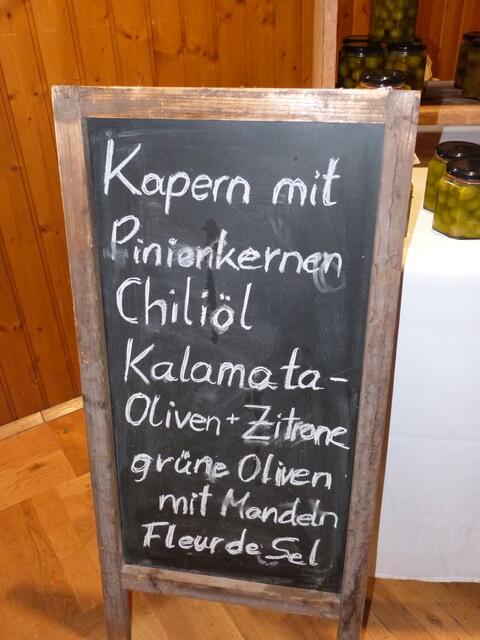 Kapern mit
Pinienkernen
Chiliöl
Kalamata-
Oliven + Zitrone
grüne Oliven
mit Mandeln
Fleur de Sel